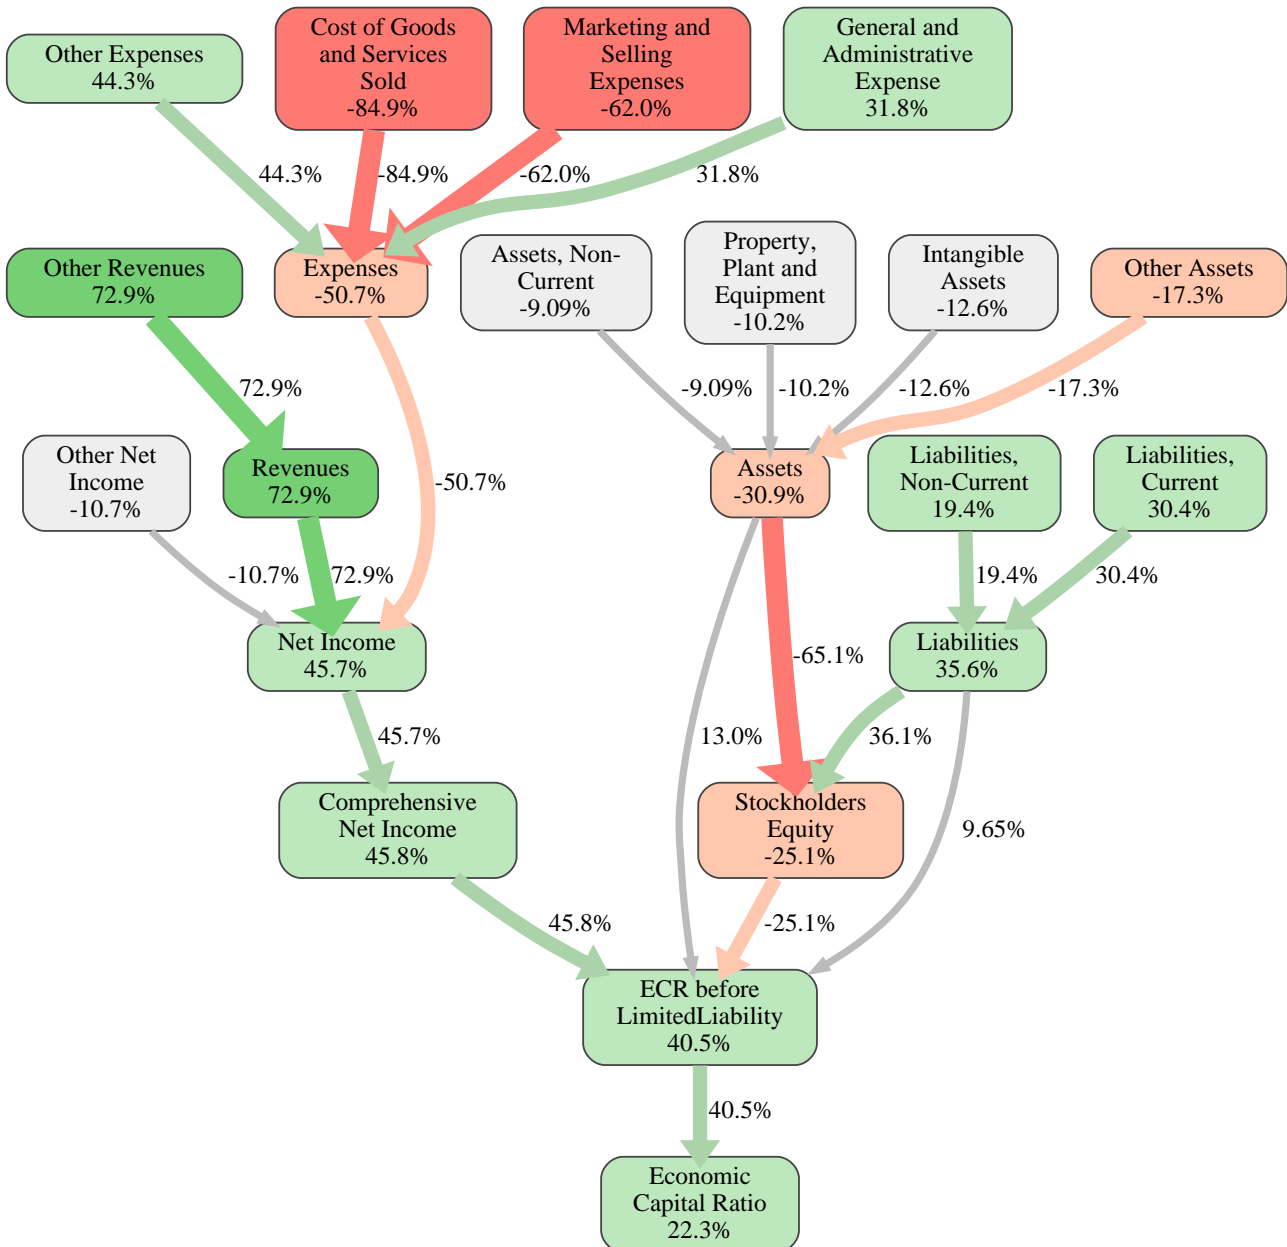 Other Expenses
44.3%
Cost of Goods
and Services
Sold
-84.9%
Marketing and
Selling
Expenses
-62.0%
General and
Administrative
Expense
31.8%
44.3%
-84.9%
-62.0%
31.8%
Other Revenues
72.9%
Expenses
-50.7%
Assets, Non-
Current
-9.09%
Property,
Plant and
Equipment
-10.2%
Intangible
Assets
-12.6%
Other Assets
-17.3%
72.9%
-50.7%
-9.09%
-10.2%
-12.6%
-17.3%
Other Net
Income
-10.7%
Revenues
72.9%
Assets
-30.9%
Liabilities,
Non-Current
19.4%
Liabilities,
Current
30.4%
-10.7%
72.9%
19.4%
30.4%
Net Income
45.7%
-65.1%
Liabilities
35.6%
45.7%
13.0%
36.1%
9.65%
Comprehensive
Net Income
45.8%
Stockholders
Equity
-25.1%
45.8%
-25.1%
ECR before
LimitedLiability
40.5%
40.5%
Economic
Capital Ratio
22.3%